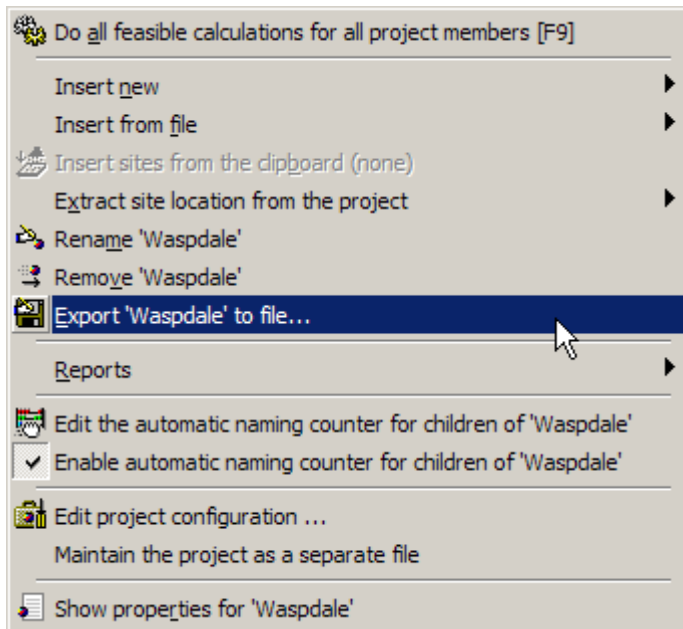 Do all feasible calculations for all project members [F9]
Insert new
Insert from file
Insert sites from the clipboard (none)
Extract site location from the project
Rename 'Waspdale'
Remove 'Waspdale'
Export 'Waspdale' to file...
Reports
Edit the automatic naming counter for children of 'Waspdale'
Enable automatic naming counter for children of 'Waspdale'
Edit project configuration ...
Maintain the project as a separate file
Show properties for 'Waspdale'